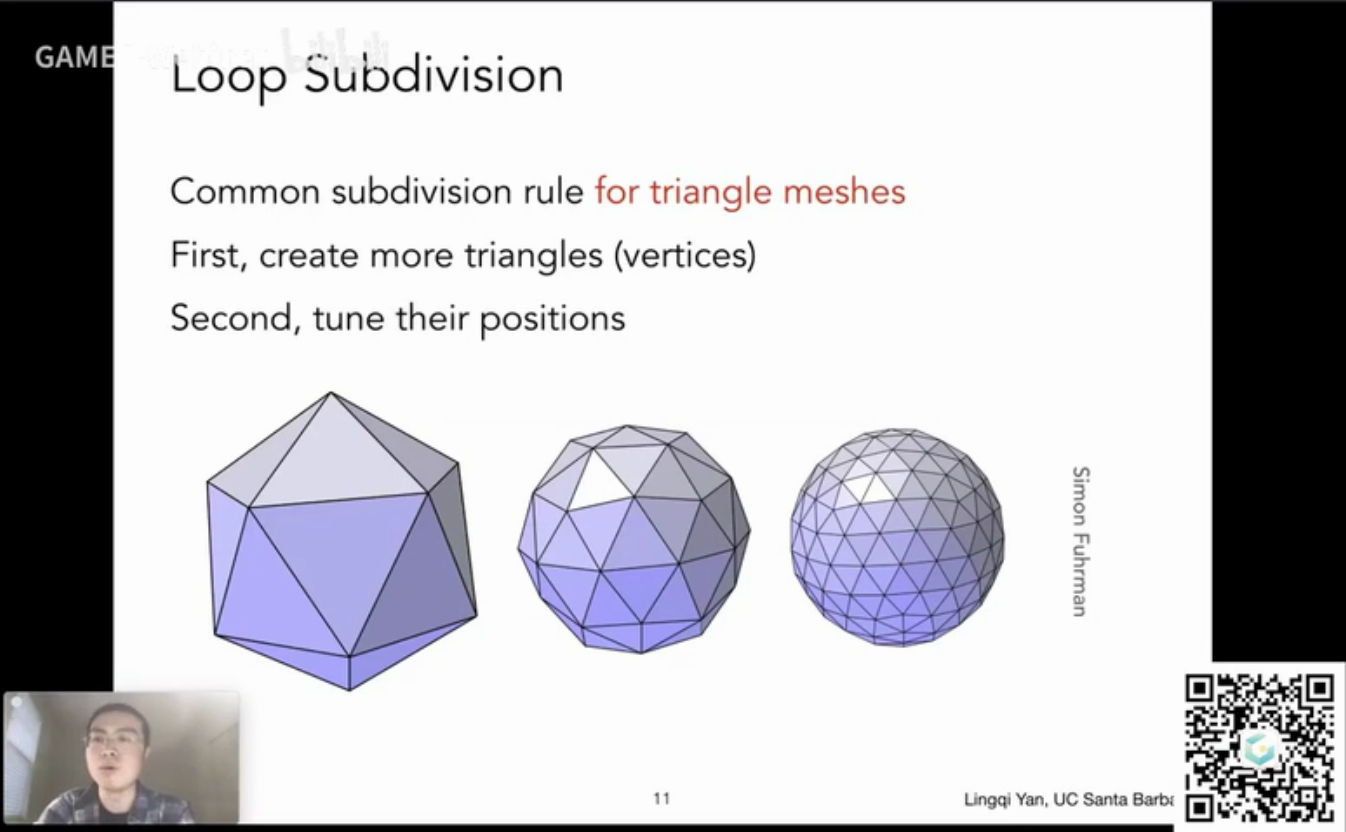 GAME
Loop Subdivision
Common subdivision rule for triangle meshes
First, create more triangles (vertices)
Second, tune their positions
Simon Fuhrman
11
Lingqi Yan, UC Santa Barba